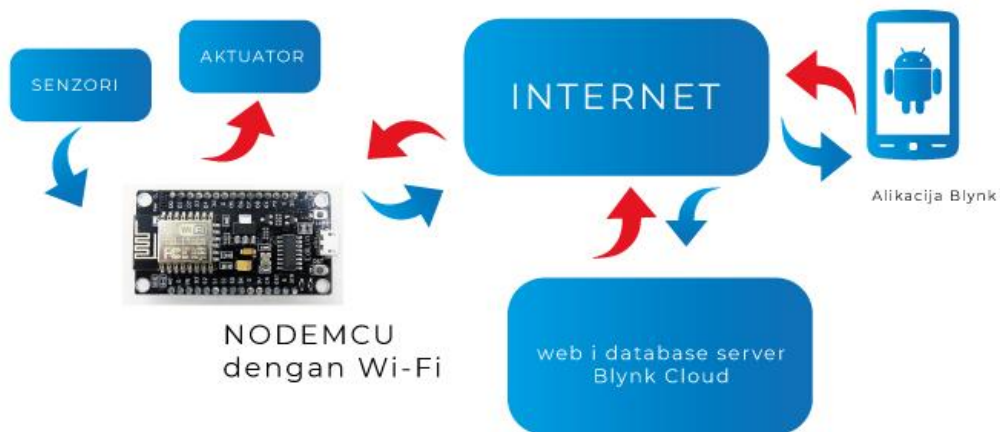 SENZORI
AKTUATOR
INTERNET
Alikacija Blynk
NODEMCU
dengan Wi-Fi
web i database server
Blynk Cloud